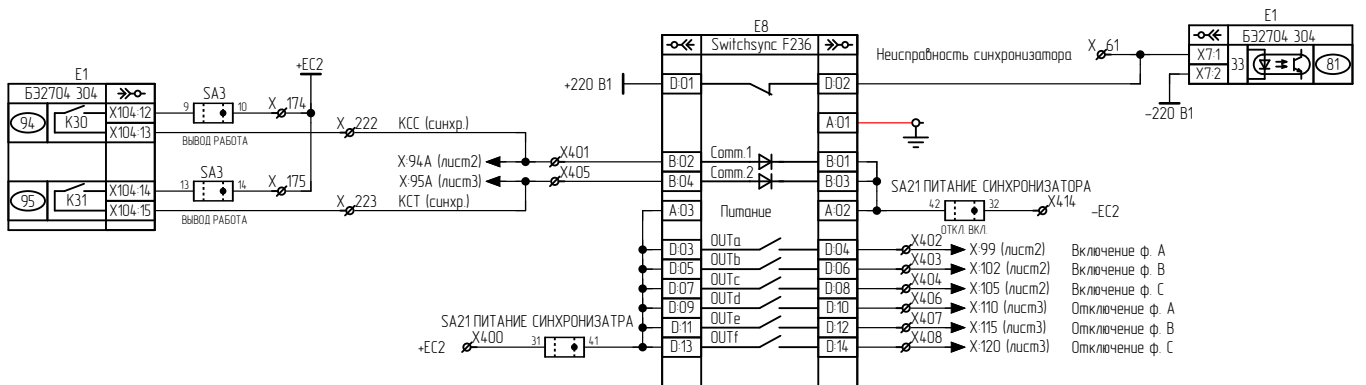 E8
E1
Switchsync F236
БЭ2704 304
Неисправность синхронизатора
X 61
X7:1
X7:2
33
81
-220 В1
+EC2
E1
БЭ2704 304
SA3
9
10
X 174
+220 В1
D:01
D:02
94
K30
X104:12
X104:13
ВЫВОД РАБОТА
X 222
КСС (синхр.)
A:01
X:94А (лист2)
X401
B:02
Comm.1
B:01
X:95А (лист3)
X405
B:04
Comm.2
B:03
SA3
13
14
X 175
95
K31
X104:14
X104:15
ВЫВОД РАБОТА
X 223
КСТ (синхр.)
A:03
Питание
A:02
SA21 ПИТАНИЕ СИНХРОНИЗАТОРА
42
32
X414
-EC2
ОТКЛ. ВКЛ.
D:03
OUTa
D:04
X402
X:99 (лист2)
Включение ф. А
D:05
OUTb
D:06
X403
X:102 (лист2)
Включение ф. В
D:07
OUTc
D:08
X404
X:105 (лист2)
Включение ф. С
D:09
OUTd
D:10
X406
X:110 (лист3)
Отключение ф. А
D:11
OUTe
D:12
X407
X:115 (лист3)
Отключение ф. В
D:13
OUTf
D:14
X408
X:120 (лист3)
Отключение ф. С
SA21 ПИТАНИЕ СИНХРОНИЗАТРА
+EC2
X400
31
41